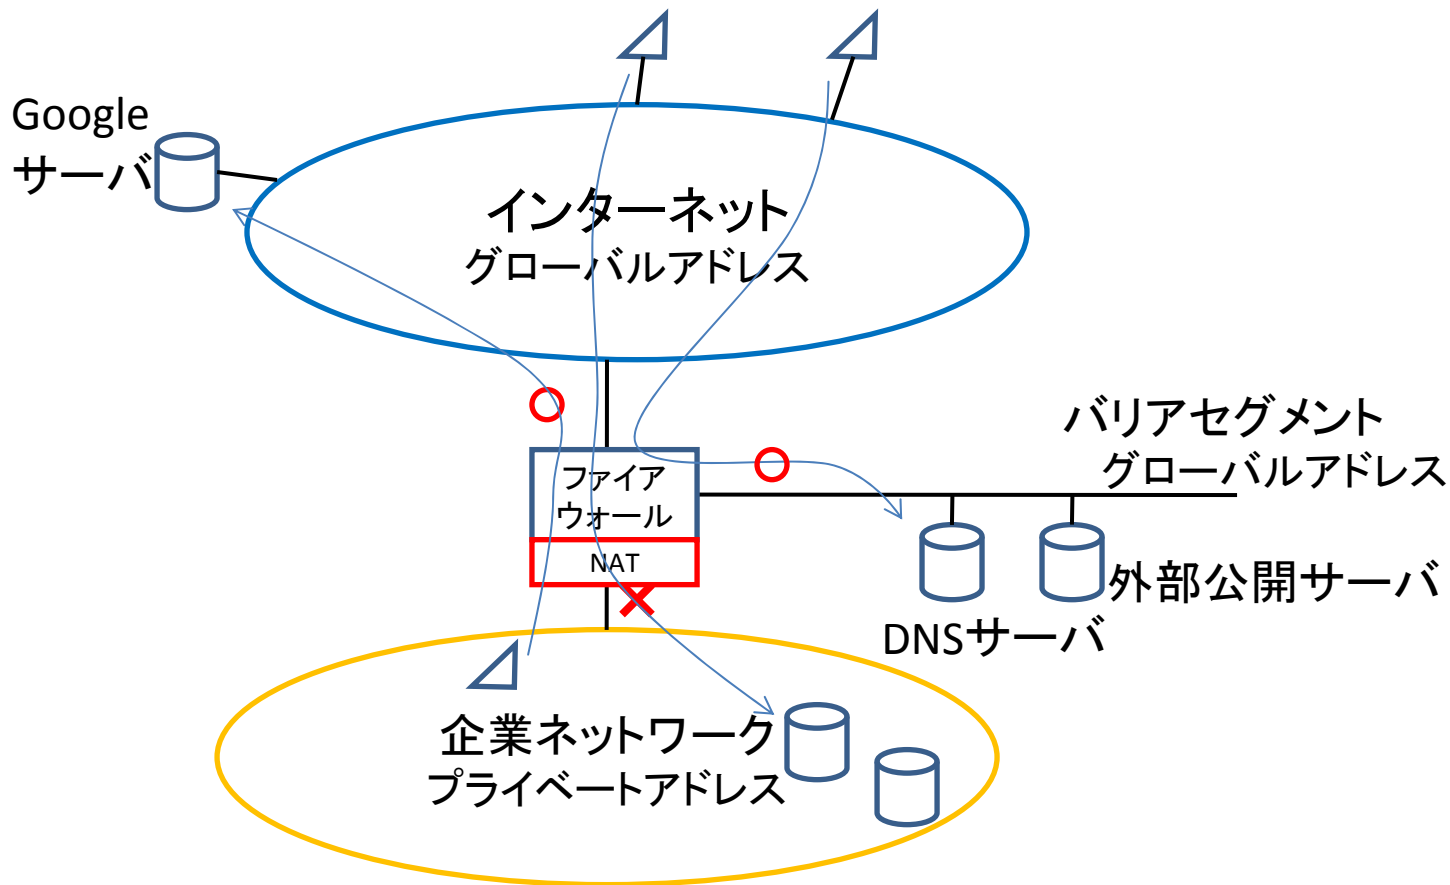 Google
サーバ
インターネット
グローバルアドレス
バリアセグメント
グローバルアドレス
ファイア
ウォール
NAT
外部公開サーバ
DNSサーバ
企業ネットワーク
プライベートアドレス